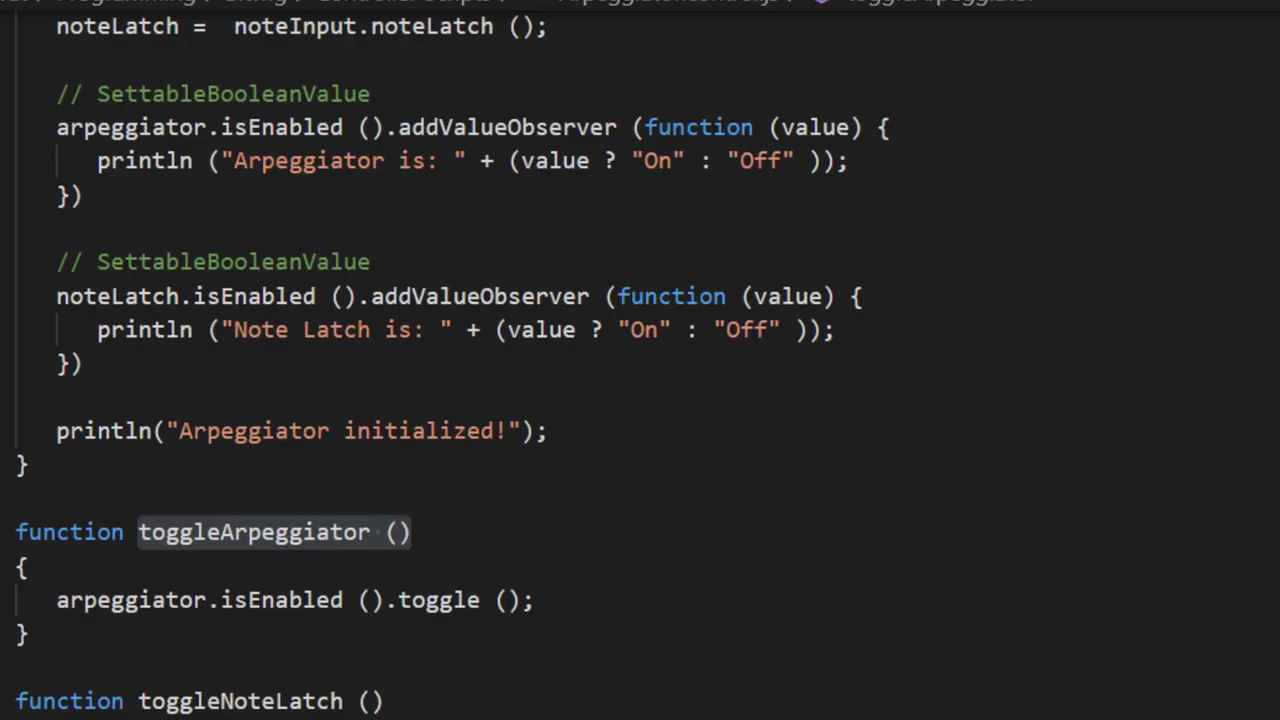 noteLatch =  noteInput.noteLatch ();
// SettableBooleanValue
arpeggiator.isEnabled ().addValueObserver (function (value) {
println ("Arpeggiator is: " + (value ? "On" : "Off" ));
})
// SettableBooleanValue
noteLatch.isEnabled ().addValueObserver (function (value) {
println ("Note Latch is: " + (value ? "On" : "Off" ));
})
println("Arpeggiator initialized!");
}
function toggleArpeggiator ()
{
arpeggiator.isEnabled ().toggle ();
}
function toggleNoteLatch ()